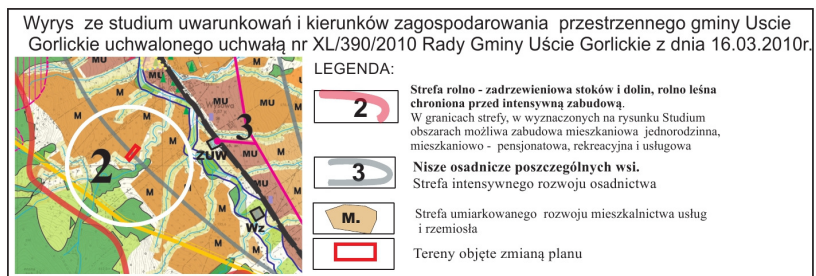 Wyrys ze studium uwarunkowań i kierunków zagospodarowania przestrzennego gminy Uscie
Gorlickie uchwalonego uchwałą nr XL/390/2010 Rady Gminy Uście Gorlickie z dnia 16.03.2010r.
LEGENDA:
2
Strefa rolno - zadrzewieniowa stoków i dolin, rolno leśna
chroniona przed intensywną zabudową.
W granicach strefy, w wyznaczonych na rysunku Studium
obszarach możliwa zabudowa mieszkaniowa jednorodzinna,
mieszkaniowo - pensjonatowa, rekreacyjna i usługowa
3
Nisze osadnicze poszczególnych wsi.
Strefa intensywnego rozwoju osadnictwa
M.
Strefa umiarkowanego rozwoju mieszkalnictwa usług
i rzemiosła
Tereny objęte zmianą planu
MU
MU
MU
MU
MU
M
M
M
M
M
M
M
2
3
ZUW
Wz